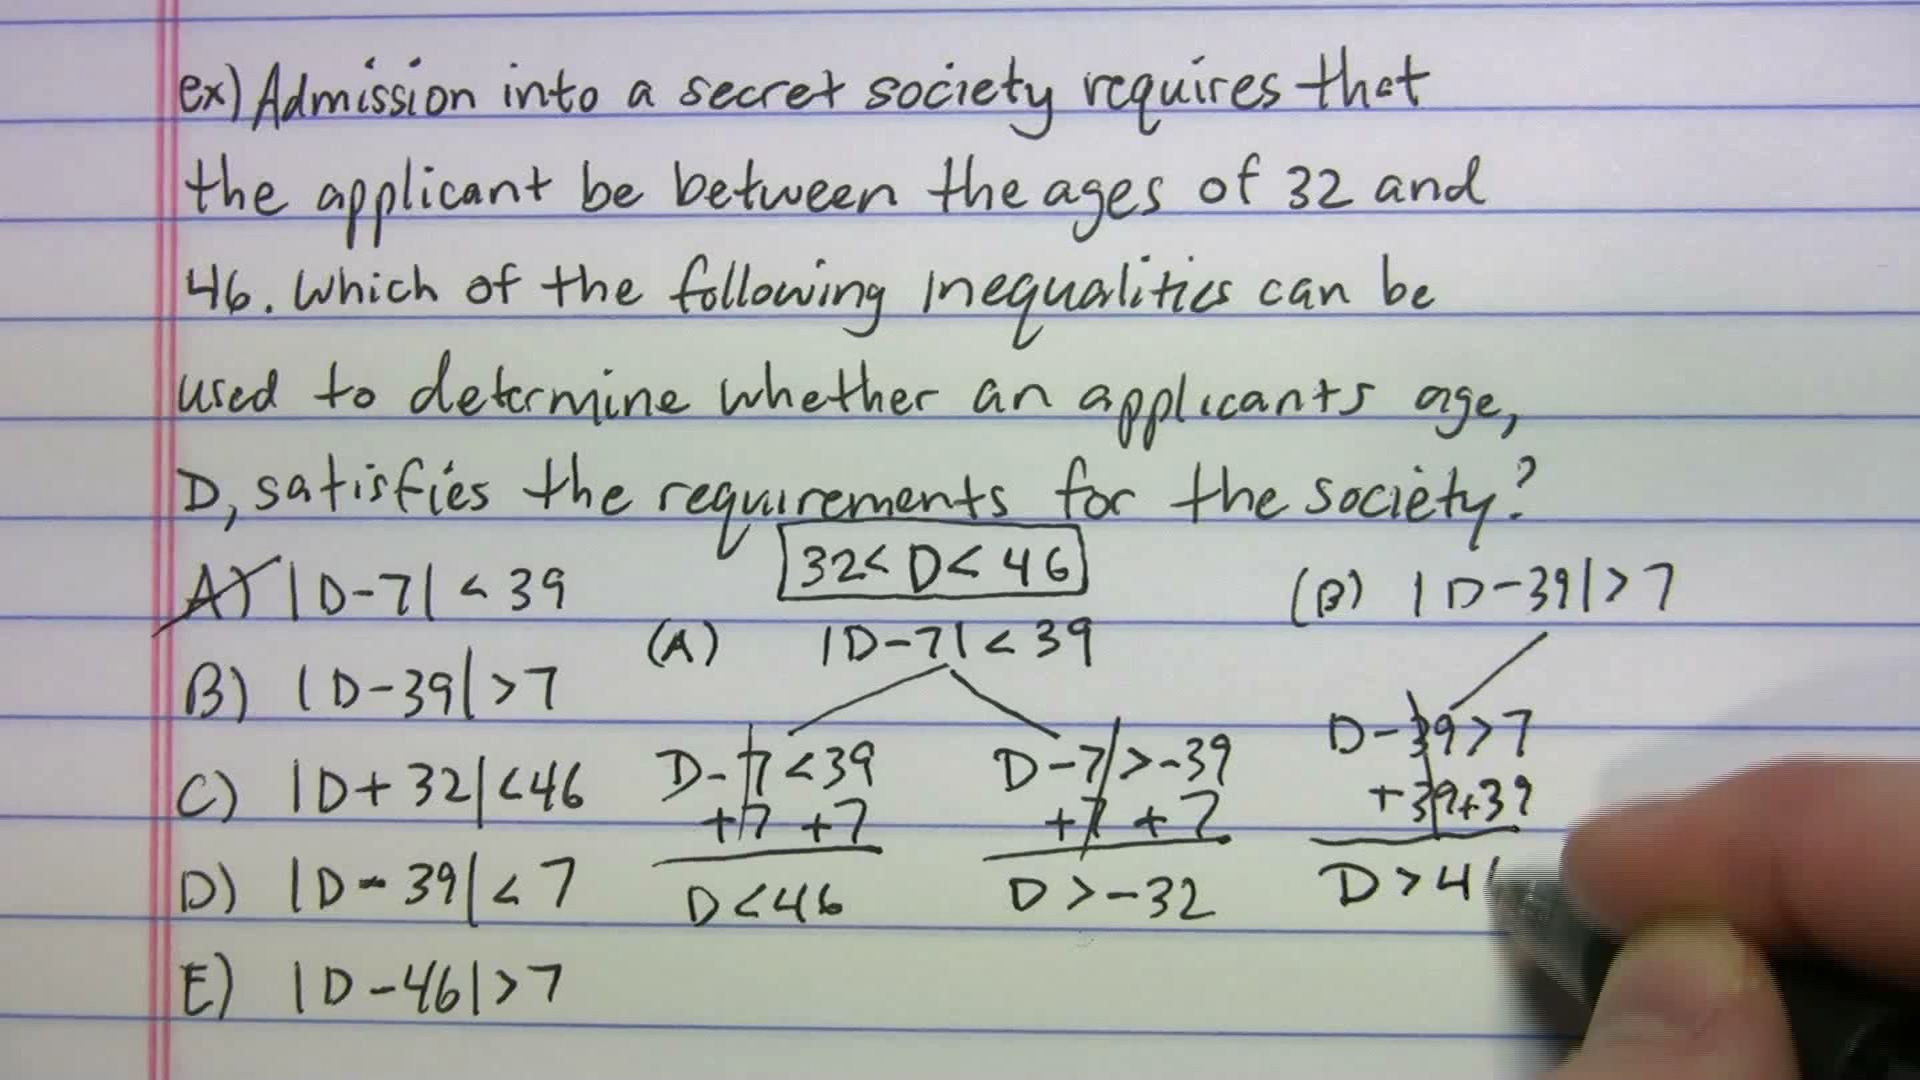 ex) Admission into a secret society requires that
the applicant be between the ages of 32 and
46. Which of the following inequalities can be
used to determine whether an applicants age,
D, satisfies the requirements for the society?
32 < D < 46
A) |D-7| < 39
B) |D-39| > 7
C) |D+32| < 46
D) |D-39| < 7
E) |D-46| > 7
(A) |D-7| < 39
D-7 < 39
+7 +7
D < 46
D-7 > -39
+7 +7
D > -32
(B) |D-39| > 7
D-39 > 7
+39 +39
D > 4